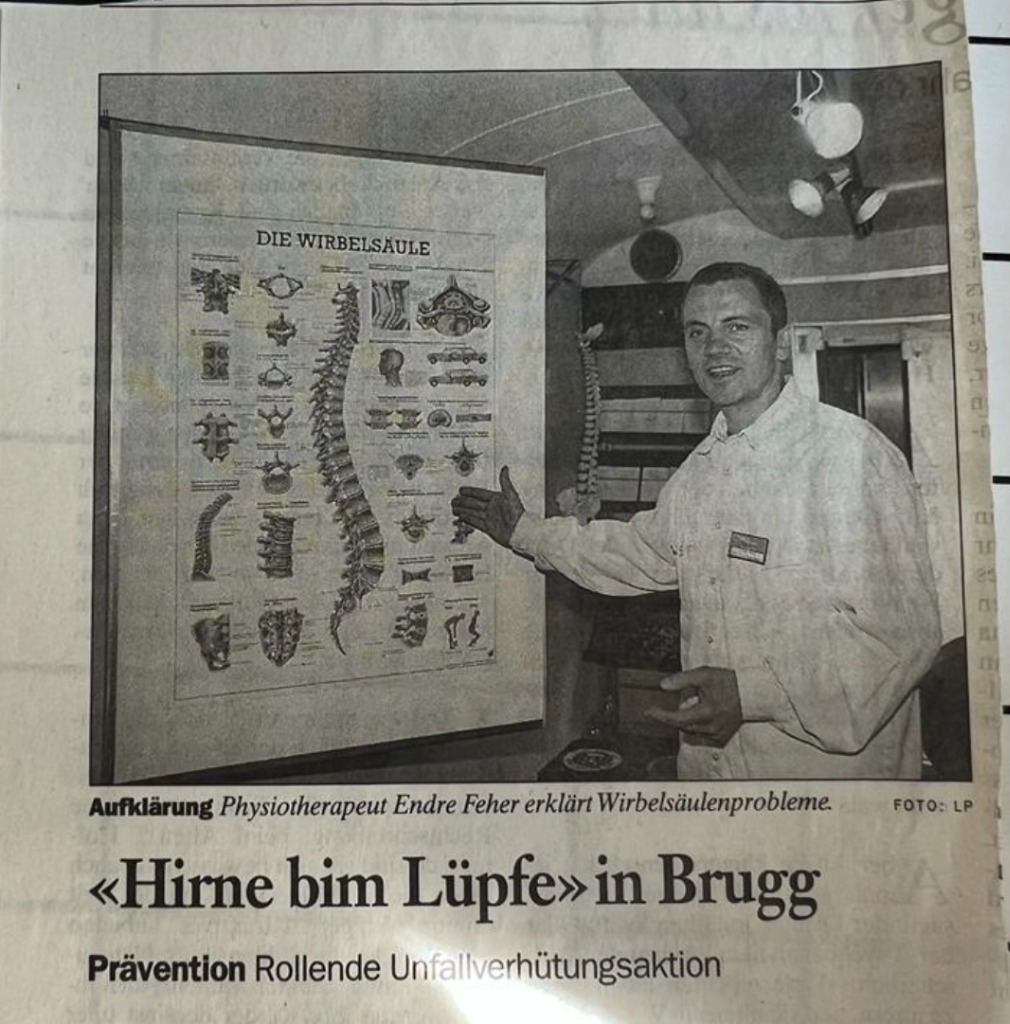 DIE WIRBELSÄULE
Aufklärung Physiotherapeut Endre Feher erklärt Wirbelsäulenprobleme.
FOTO: LP
«Hirne bim Lüpfe» in Brugg
Prävention Rollende Unfallverhütungsaktion